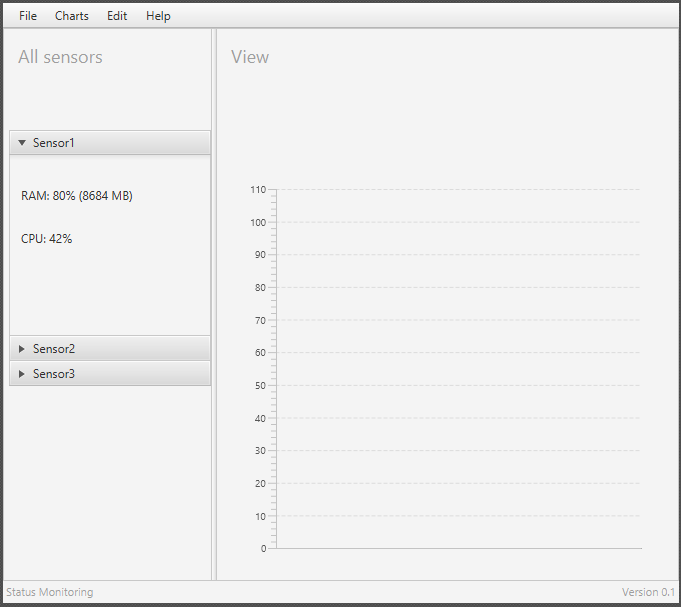 File Charts Edit Help
All sensors
Sensor1
RAM: 80% (8684 MB)
CPU: 42%
Sensor2
Sensor3
View
110
100
90
80
70
60
50
40
30
20
10
0
Status Monitoring
Version 0.1